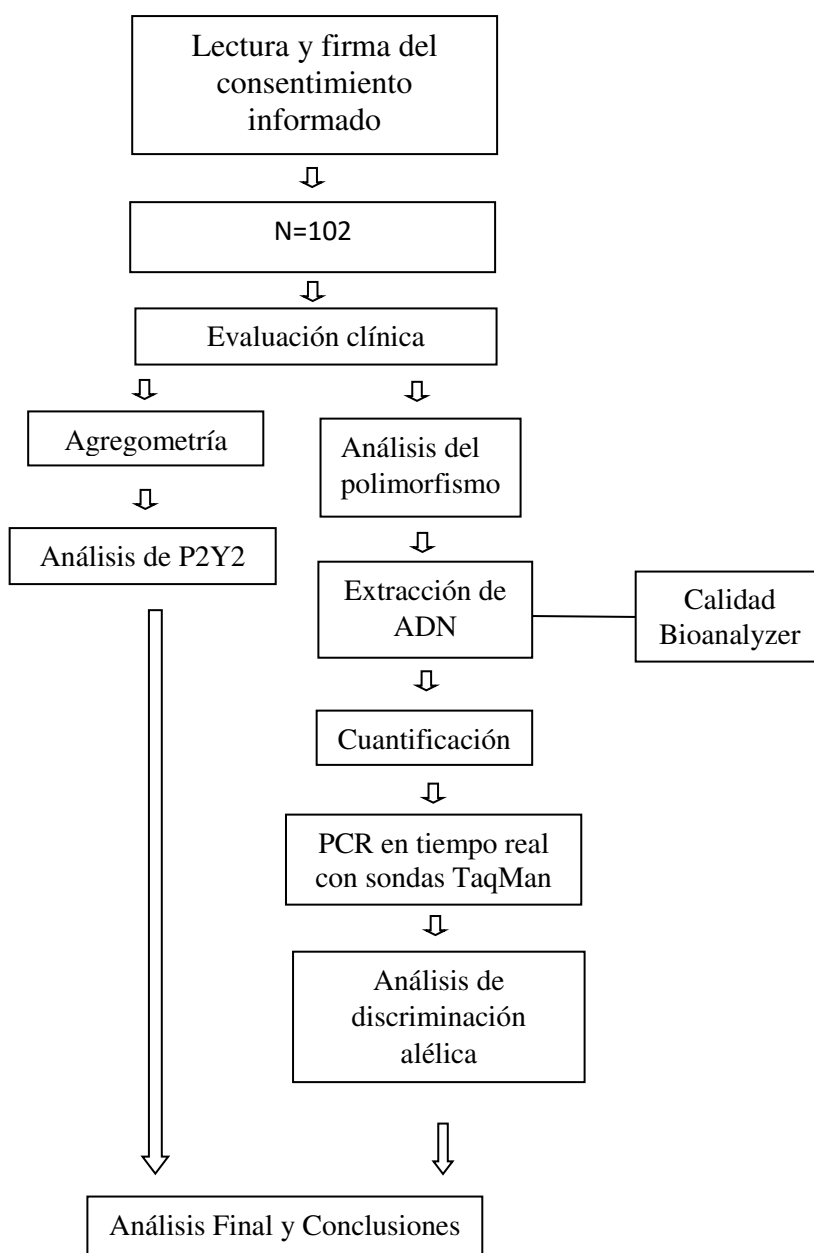 Lectura y firma del
consentimiento
informado
N=102
Evaluación clínica
Agregometría
Análisis de P2Y2
Análisis del
polimorfismo
Extracción de
ADN
Calidad
Bioanalyzer
Cuantificación
PCR en tiempo real
con sondas TaqMan
Análisis de
discriminación
alélica
Análisis Final y Conclusiones